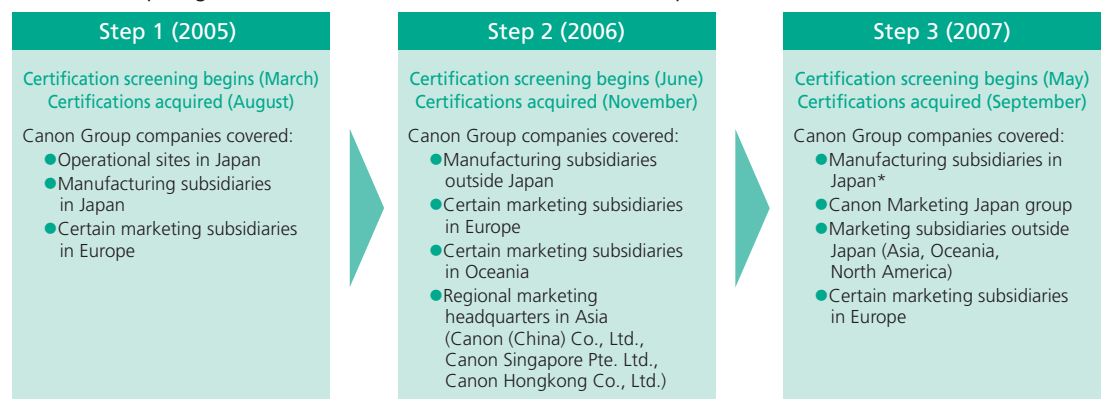 Step 1 (2005)
Certification screening begins (March)
Certifications acquired (August)
Canon Group companies covered:
●Operational sites in Japan
●Manufacturing subsidiaries
in Japan
●Certain marketing subsidiaries
in Europe
Step 2 (2006)
Certification screening begins (June)
Certifications acquired (November)
Canon Group companies covered:
●Manufacturing subsidiaries
outside Japan
●Certain marketing subsidiaries
in Europe
●Certain marketing subsidiaries
in Oceania
●Regional marketing
headquarters in Asia
(Canon (China) Co., Ltd.,
Canon Singapore Pte. Ltd.,
Canon Hongkong Co., Ltd.)
Step 3 (2007)
Certification screening begins (May)
Certifications acquired (September)
Canon Group companies covered:
●Manufacturing subsidiaries in
Japan*
●Canon Marketing Japan group
●Marketing subsidiaries outside
Japan (Asia, Oceania,
North America)
●Certain marketing subsidiaries
in Europe